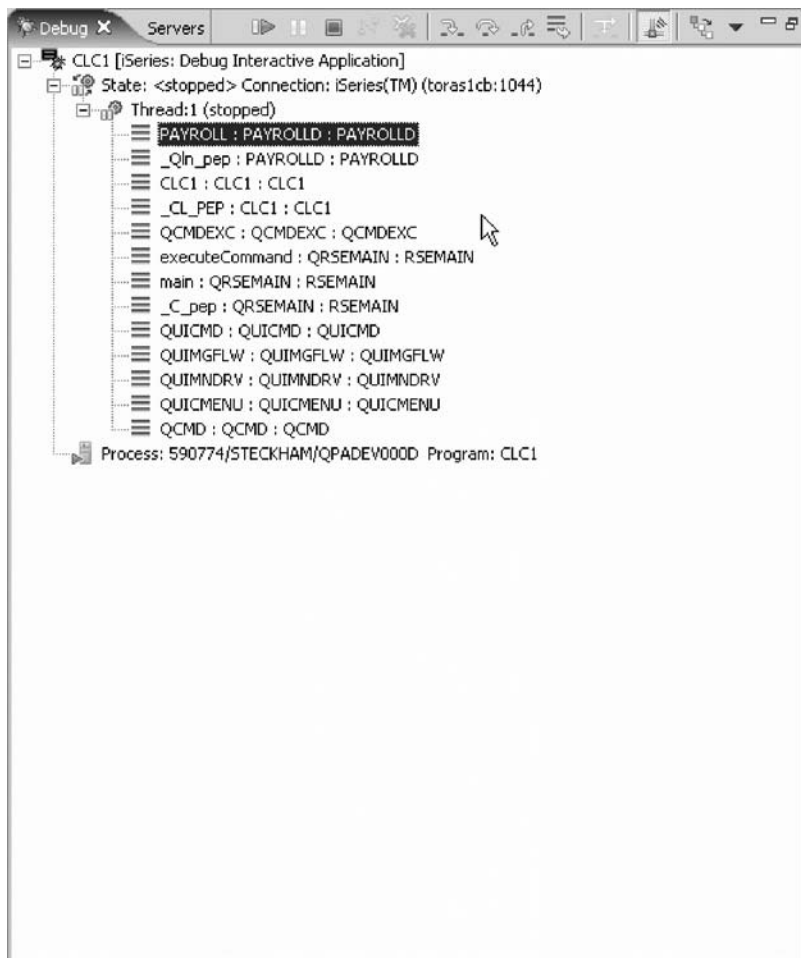 Debug Servers
CLC1 [iSeries: Debug Interactive Application]
State: <stopped> Connection: iSeries(TM) (toras1cb:1044)
Thread:1 (stopped)
PAYROLL : PAYROLLD : PAYROLLD
_Qln_pep : PAYROLLD : PAYROLLD
CLC1 : CLC1 : CLC1
_CL_PEP : CLC1 : CLC1
QCMDEXC : QCMDEXC : QCMDEXC
executeCommand : QRSEMAIN : RSEMAIN
main : QRSEMAIN : RSEMAIN
_C_pep : QRSEMAIN : RSEMAIN
QUICMD : QUICMD : QUICMD
QUIMGFLW : QUIMGFLW : QUIMGFLW
QUIMNDRV : QUIMNDRV : QUIMNDRV
QUICMENU : QUICMENU : QUICMENU
QCMD : QCMD : QCMD
Process: 590774/STECKHAM/QPADEV000D Program: CLC1